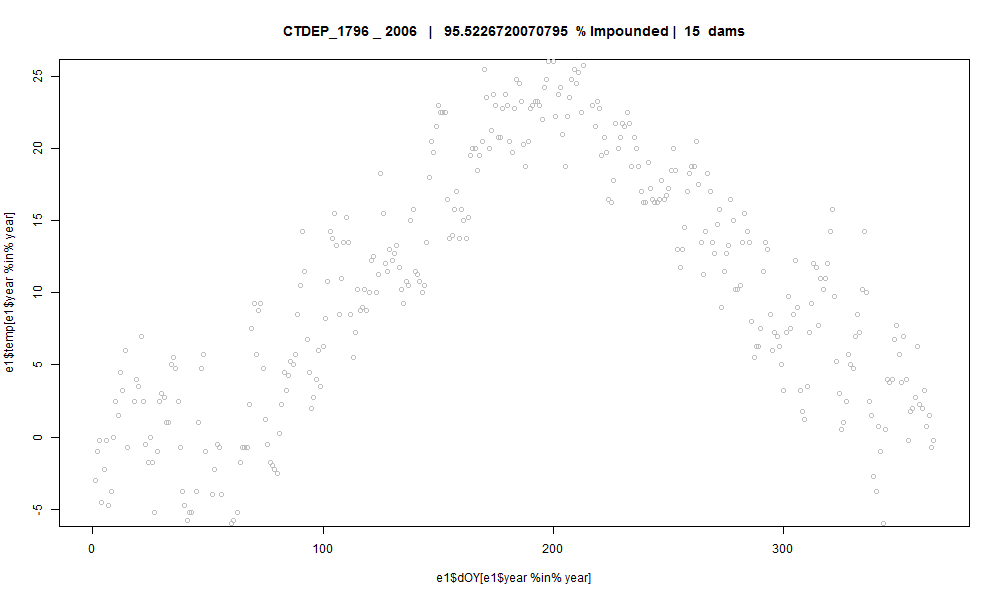 CTDEP_1796 _ 2006 | 95.5226720070795 % Impounded | 15 dams
e1$temp[e1$year %in% year]
25
20
15
10
5
0
-5
0 100 200 300
e1$dOY[e1$year %in% year]